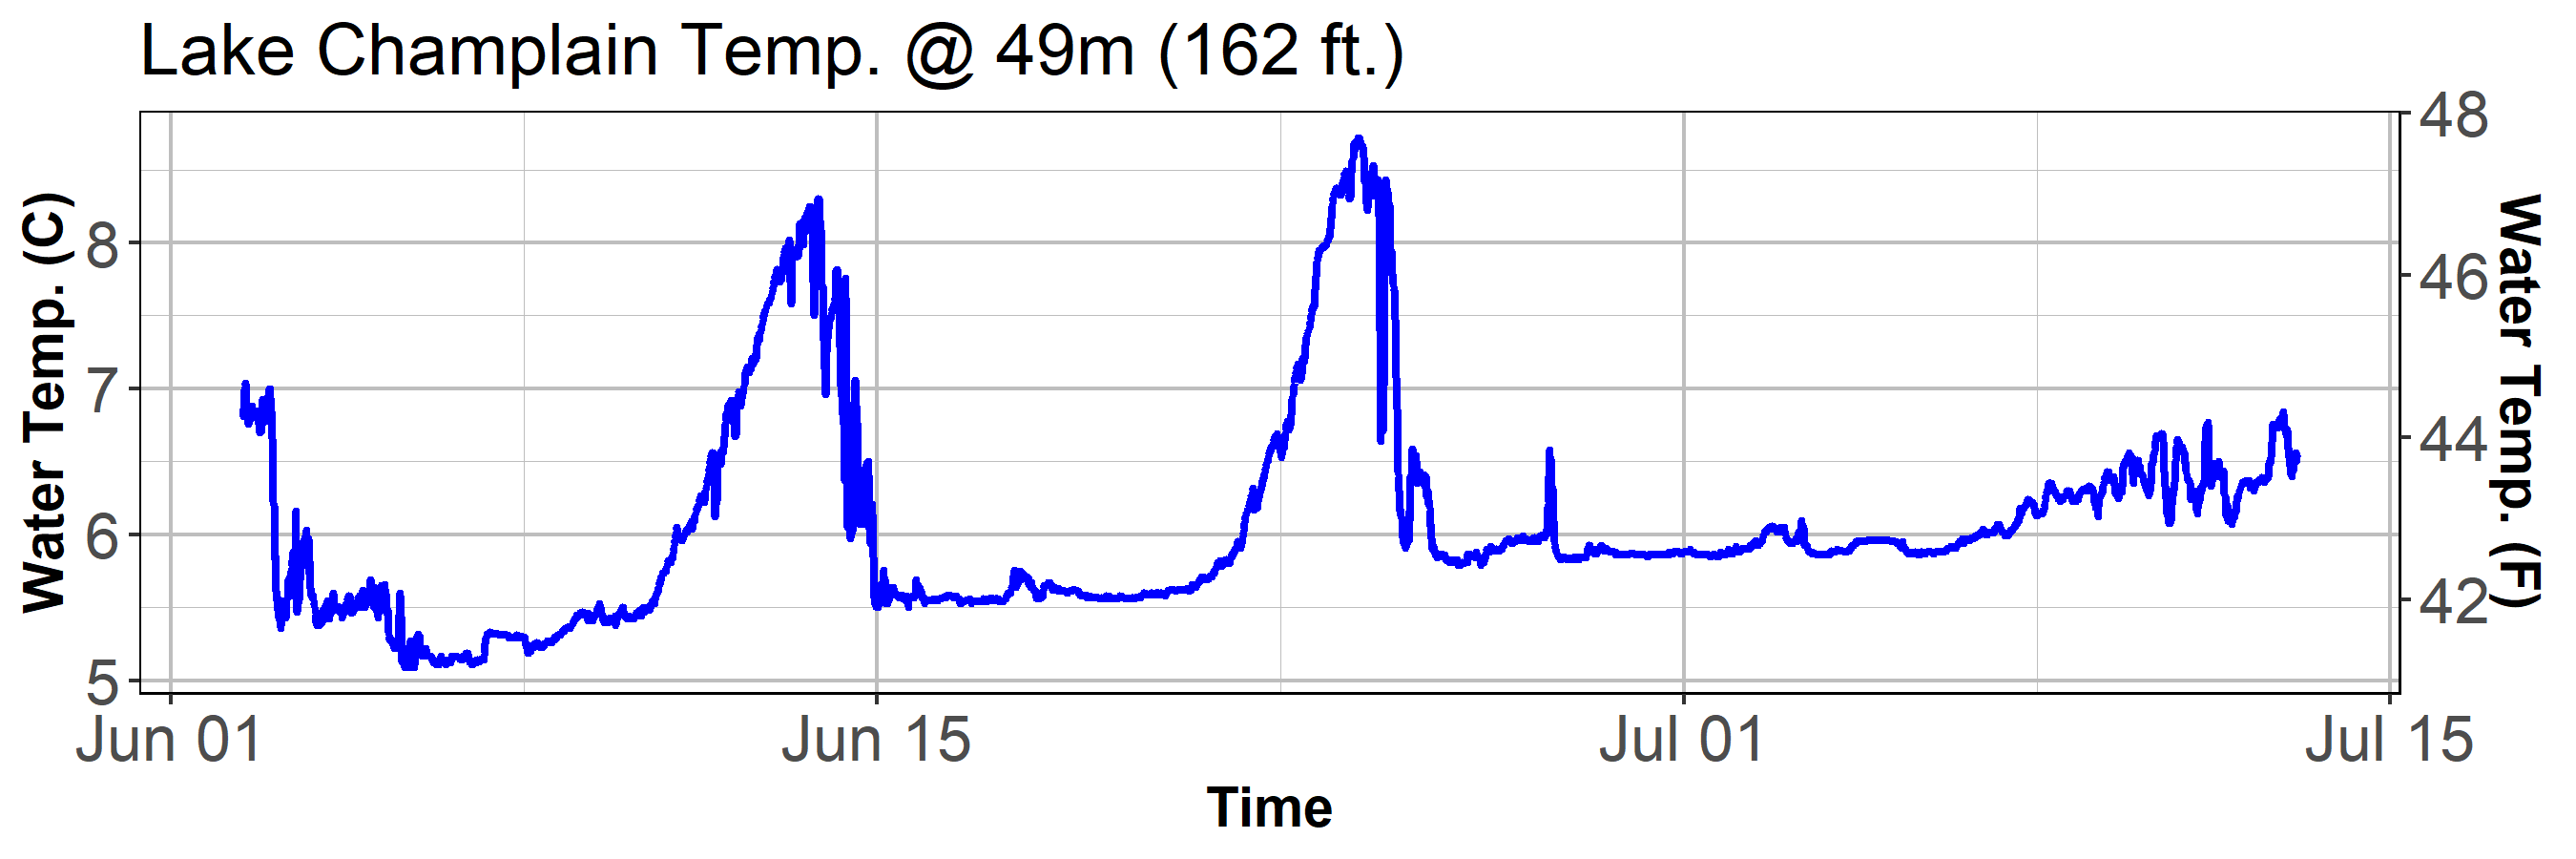 Lake Champlain Temp. @ 49m (162 ft.)
Water Temp. (C)
8
7
6
5
48
46
44
42
Water Temp. (F)
Jun 01
Jun 15
Jul 01
Jul 15
Time